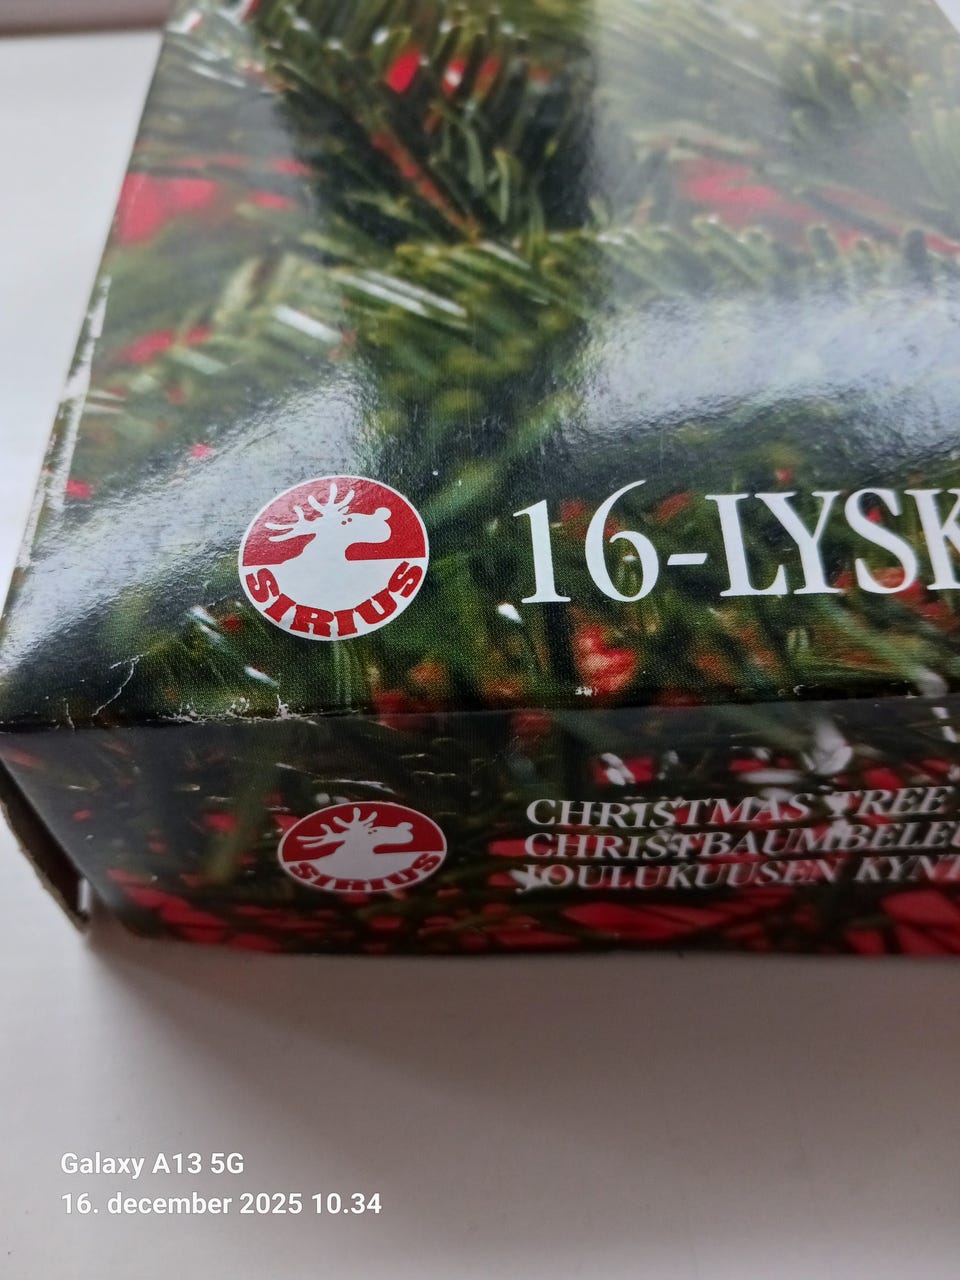 SIRIUS
16-LYSK
SIRIUS
CHRISTMAS TREE
CHRISTBAUMBELEU
JOULUKUUSEN KYNT
Galaxy A13 5G
16. december 2025 10.34